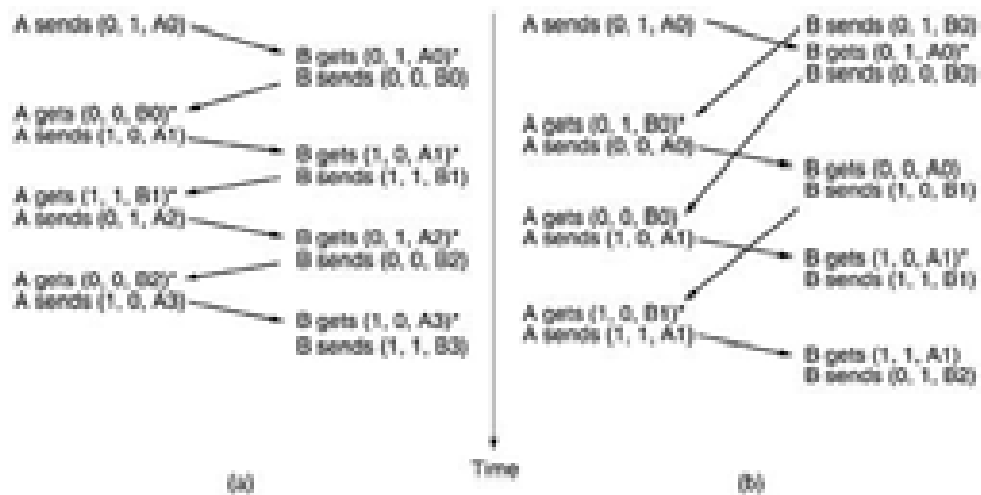 A sends (0, 1, A0)
B gets (0, 1, A0)*
B sends (0, 0, B0)
A gets (0, 0, B0)*
A sends (1, 0, A1)
B gets (1, 0, A1)*
B sends (1, 1, B1)
A gets (1, 1, B1)*
A sends (0, 1, A2)
B gets (0, 1, A2)*
B sends (0, 0, B2)
A gets (0, 0, B2)*
A sends (1, 0, A3)
B gets (1, 0, A3)*
B sends (1, 1, B3)
(a)
Time
A sends (0, 1, A0)
B sends (0, 1, B0)
B gets (0, 1, A0)*
B sends (0, 0, B0)
A gets (0, 1, B0)*
A sends (0, 0, A0)
B gets (0, 0, A0)
B sends (1, 0, B1)
A gets (0, 0, B0)
A sends (1, 0, A1)
B gets (1, 0, A1)*
B sends (1, 1, B1)
A gets (1, 0, B1)*
A sends (1, 1, A1)
B gets (1, 1, A1)
B sends (0, 1, B2)
(b)